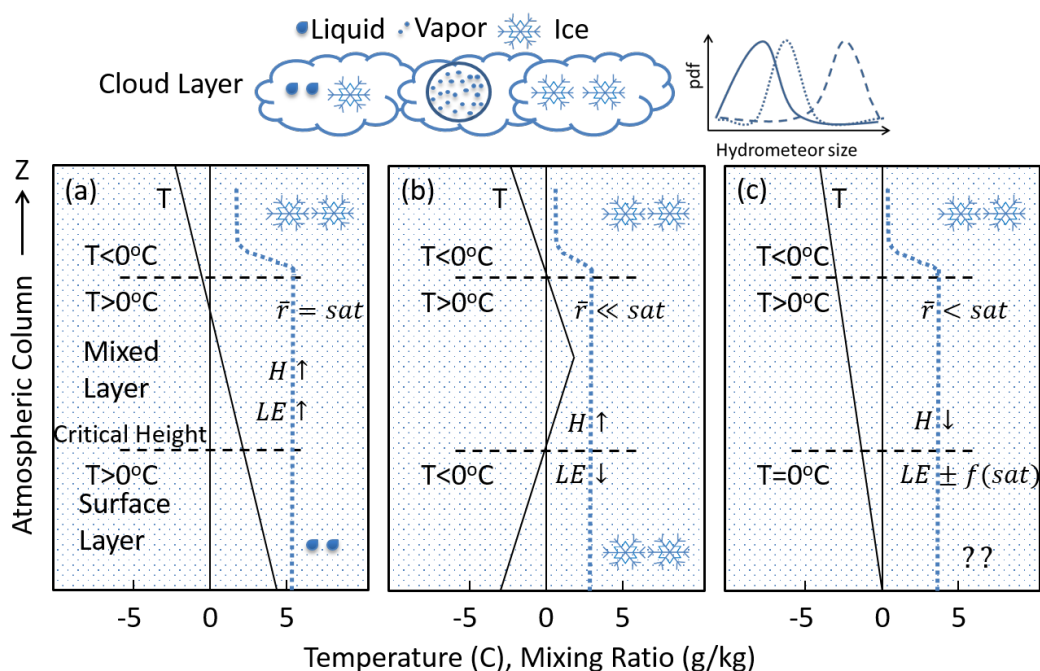 Liquid Vapor Ice
Cloud Layer
pdf
Hydrometeor size
Atmospheric Column
Z
(a)
T
T<0°C
T>0°C
r̄ = sat
Mixed
Layer
H ↑
LE ↑
Critical Height
T>0°C
Surface
Layer
-5 0 5
(b)
T
T<0°C
T>0°C
r̄ ≪ sat
H ↑
T<0°C
LE ↓
-5 0 5
(c)
T
T<0°C
T>0°C
r̄ < sat
H ↓
T=0°C
LE ± f(sat)
??
-5 0 5
Temperature (C), Mixing Ratio (g/kg)